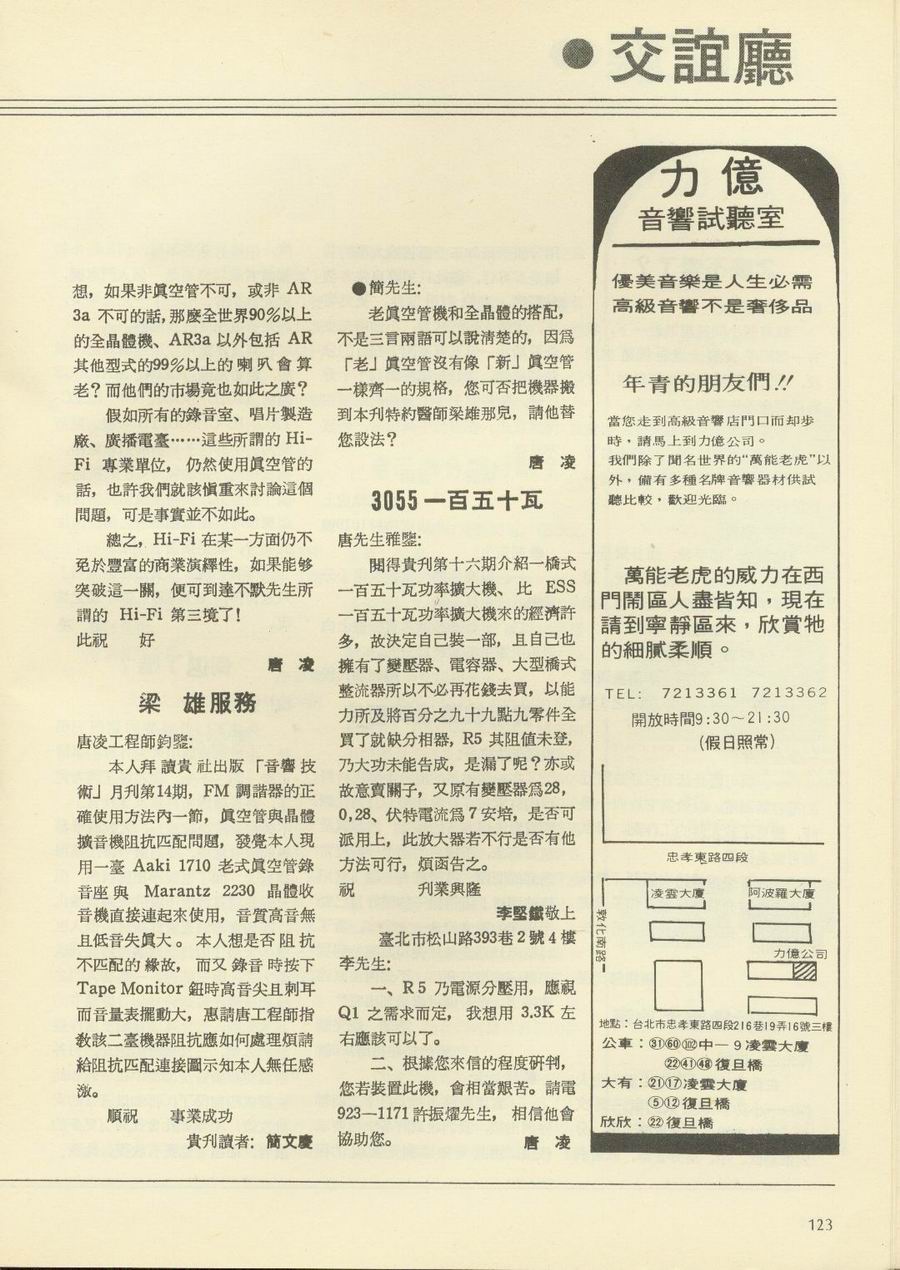 ●交誼廳
想，如果非眞空管不可，或非 AR
3a 不可的話，那麼全世界90%以上
的全晶體機、AR3a 以外包括 AR
其他型式的99%以上的喇叭會算
老？而他們的市場竟也如此之廣？
假如所有的錄音室、唱片製造
廠、廣播電臺……這些所謂的 Hi-
Fi 專業單位，仍然使用眞空管的
話，也許我們就該愼重來討論這個
問題，可是事實並不如此。
總之，Hi-Fi 在某一方面仍不
免於豐富的商業演繹性，如果能够
突破這一關，便可到達不默先生所
謂的 Hi-Fi 第三境了！
此祝　好
唐　凌
梁　雄服務
唐凌工程師鈞鑒：
本人拜讀貴社出版「音響技
術」月刋第14期，FM 調諧器的正
確使用方法內一節，眞空管與晶體
擴音機阻抗匹配問題，發覺本人現
用一臺 Aaki 1710 老式眞空管錄
音座與 Marantz 2230 晶體收
音機直接連起來使用，音質高音無
且低音失眞大。本人想是否阻抗
不匹配的緣故，而又錄音時按下
Tape Monitor 鈕時高音尖且刺耳
而音量表擺動大，惠請唐工程師指
敎該二臺機器阻抗應如何處理煩請
給阻抗匹配連接圖示知本人無任感
激。
順祝　事業成功
貴刋讀者：簡文慶
●簡先生：
老眞空管機和全晶體的搭配，
不是三言兩語可以說淸楚的，因爲
「老」眞空管沒有像「新」眞空管
一樣齊一的規格，您可否把機器搬
到本刋特約醫師梁雄那兒，請他替
您設法？
唐　凌
3055一百五十瓦
唐先生雅鑒：
閱得貴刋第十六期介紹一橋式
一百五十瓦功率擴大機、比 ESS
一百五十瓦功率擴大機來的經濟許
多，故決定自己裝一部，且自己也
擁有了變壓器、電容器、大型橋式
整流器所以不必再花錢去買，以能
力所及將百分之九十九點九零件全
買了就缺分相器，R5 其阻値未登，
乃大功未能告成，是漏了呢？亦或
故意賣關子，又原有變壓器爲28，
0,28、伏特電流爲 7 安培，是否可
派用上，此放大器若不行是否有他
方法可行，煩函告之。
祝　刋業興隆
李堅鐵敬上
臺北市松山路393巷 2 號 4 樓
李先生：
一、R5 乃電源分壓用，應視
Q1 之需求而定，我想用 3.3K 左
右應該可以了。
二、根據您來信的程度研判，
您若裝置此機，會相當艱苦。請電
923—1171許振燿先生，相信他會
協助您。
唐　凌
力億
音響試聽室
優美音樂是人生必需
高級音響不是奢侈品
年青的朋友們!!
當您走到高級音響店門口而却步
時，請馬上到力億公司。
我們除了聞名世界的“萬能老虎”以
外，備有多種名牌音響器材供試
聽比較，歡迎光臨。
萬能老虎的威力在西
門鬧區人盡皆知，現在
請到寧靜區來，欣賞牠
的細膩柔順。
TEL: 7213361 7213362
開放時間9:30～21:30
(假日照常)
忠孝東路四段
凌雲大廈
阿波羅大廈
敦化南路
力億公司
地點：台北市忠孝東路四段216巷19弄16號三樓
公車：㉛60102中一9凌雲大廈
㉒㊶㊽復旦橋
大有：㉑⑰凌雲大廈
⑤⑫復旦橋
欣欣：㉒復旦橋
123